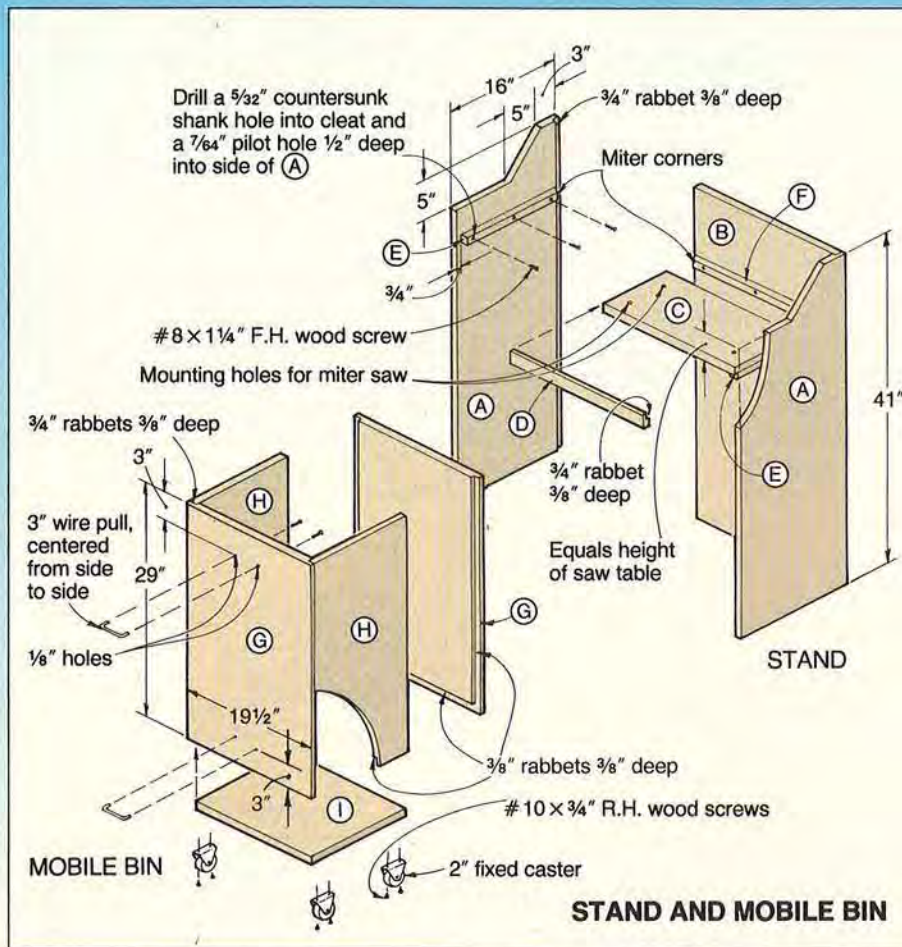 3″
16″
5″
Drill a 5/32″ countersunk
shank hole into cleat and
a 7/64″ pilot hole 1/2″ deep
into side of Ⓐ
3/4″ rabbet 3/8″ deep
Miter corners
5″
Ⓕ
Ⓑ
Ⓔ
3/4″
Ⓒ
#8 × 1 1/4″ F.H. wood screw
Mounting holes for miter saw
Ⓐ
Ⓓ
Ⓐ
41″
3/4″ rabbets 3/8″ deep
3″
3/4″ rabbet
3/8″ deep
Ⓔ
Ⓗ
3″ wire pull,
centered
from side
to side
29″
Equals height
of saw table
Ⓖ
Ⓗ
Ⓖ
1/8″ holes
STAND
19 1/2″
3/8″ rabbets 3/8″ deep
3″
Ⓘ
#10 × 3/4″ R.H. wood screws
MOBILE BIN
2″ fixed caster
STAND AND MOBILE BIN